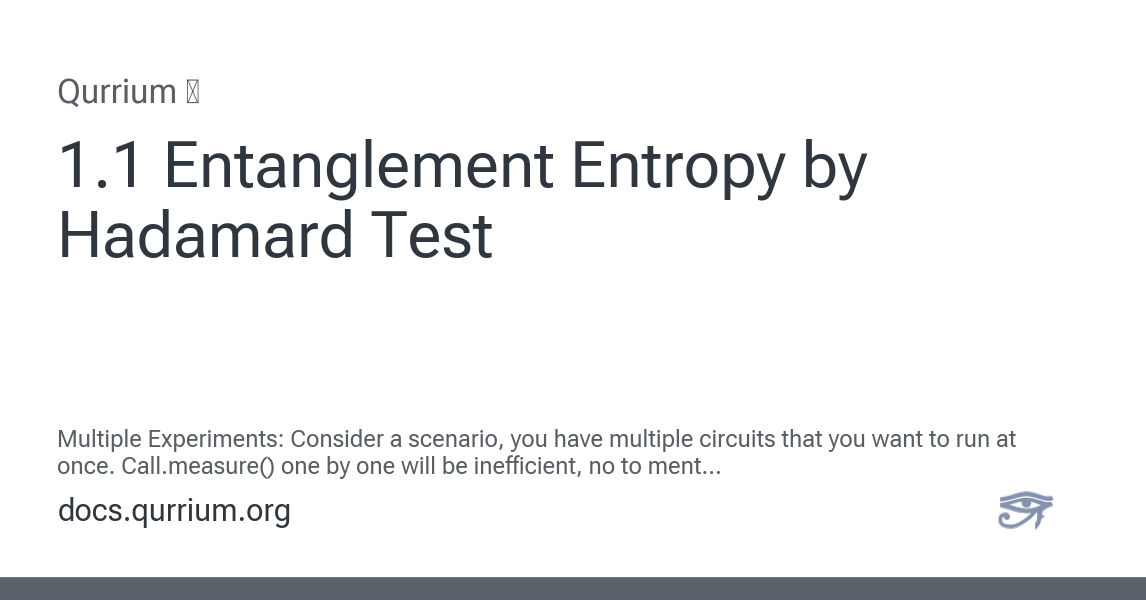 Qurrium
1.1 Entanglement Entropy by
Hadamard Test
Multiple Experiments: Consider a scenario, you have multiple circuits that you want to run at
once. Call.measure() one by one will be inefficient, no to ment...
docs.qurrium.org